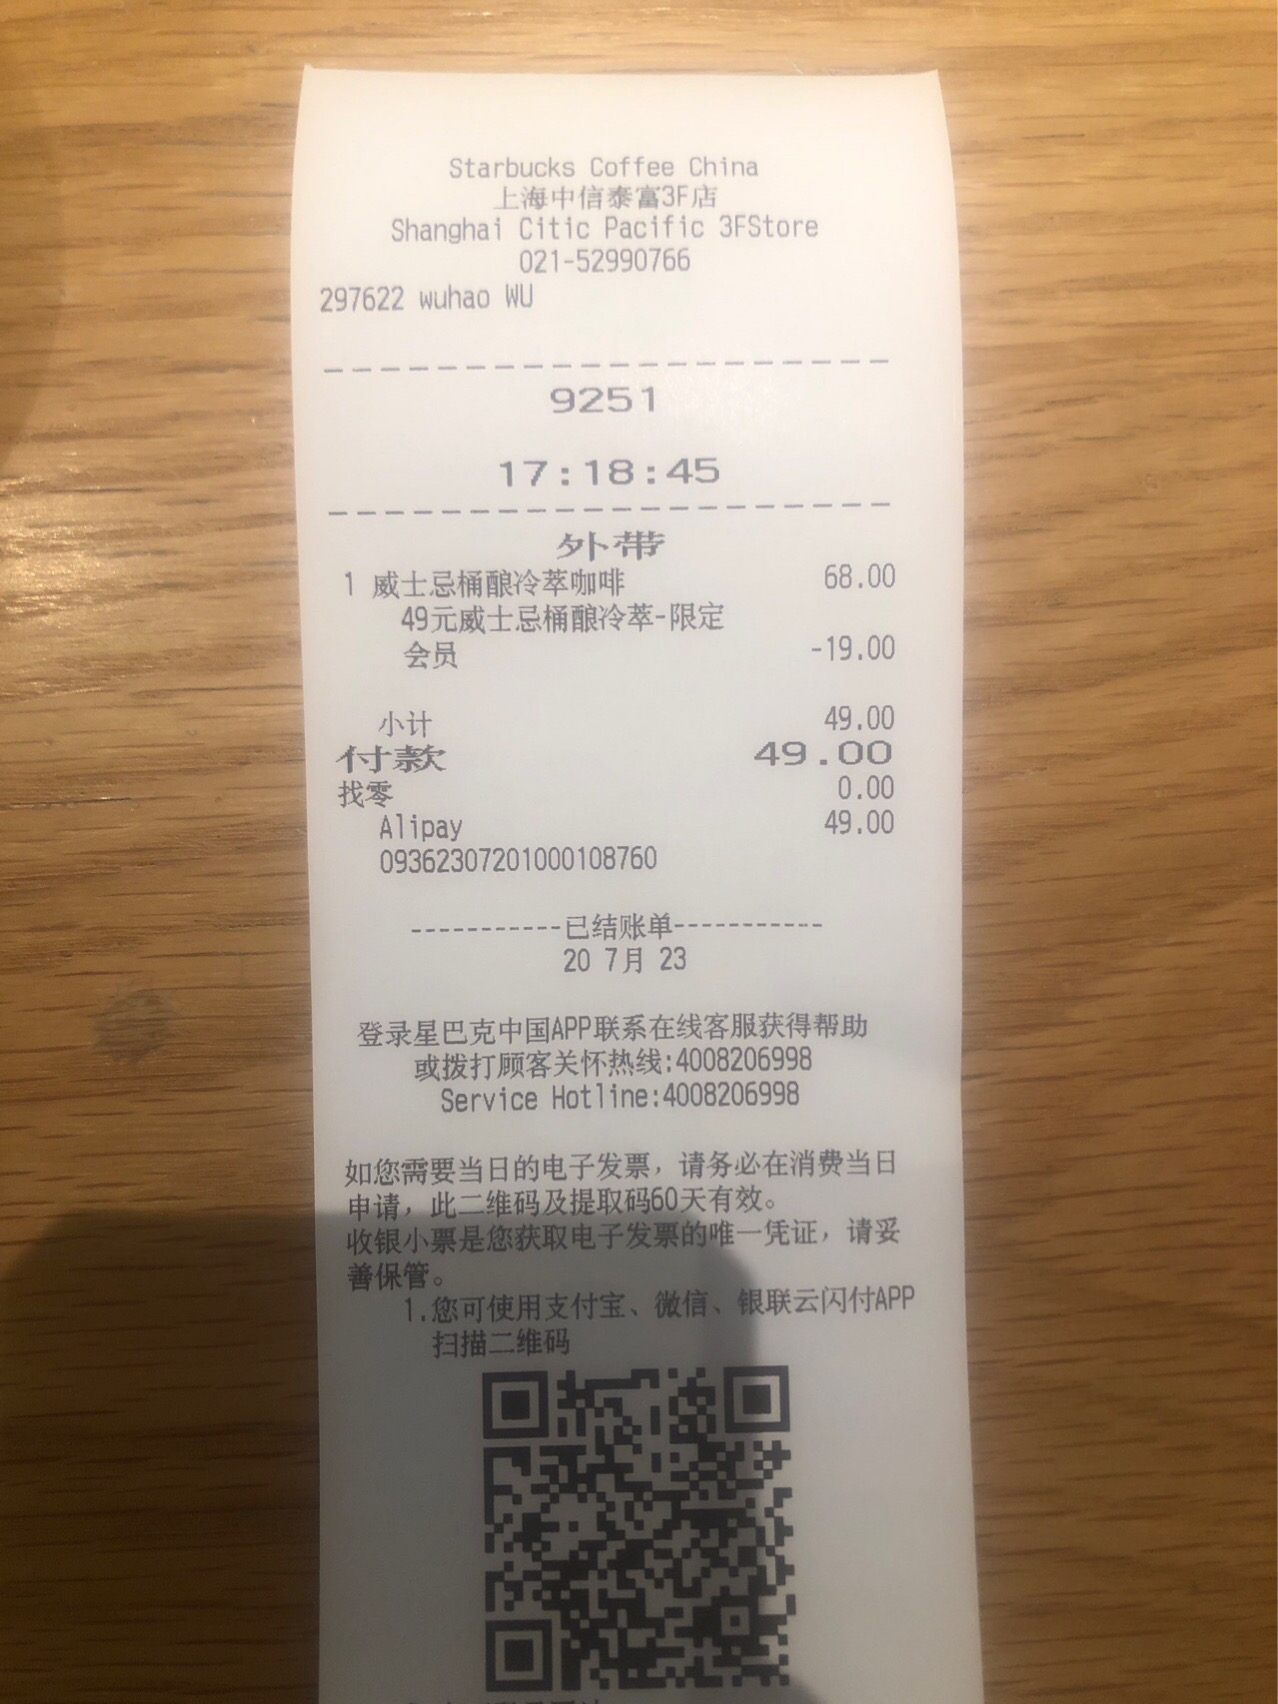 Starbucks Coffee China
上海中信泰富3F店
Shanghai Citic Pacific 3FStore
021-52990766
297622 wuhao WU
9251
17:18:45
外带
1 威士忌桶酿冷萃咖啡 68.00
49元威士忌桶酿冷萃-限定
会员 -19.00
小计 49.00
付款 49.00
找零 0.00
Alipay 49.00
09362307201000108760
-----------已结账单-----------
20 7月 23
登录星巴克中国APP联系在线客服获得帮助
或拨打顾客关怀热线:4008206998
Service Hotline:4008206998
如您需要当日的电子发票，请务必在消费当日
申请，此二维码及提取码60天有效。
收银小票是您获取电子发票的唯一凭证，请妥
善保管。
1.您可使用支付宝、微信、银联云闪付APP
扫描二维码